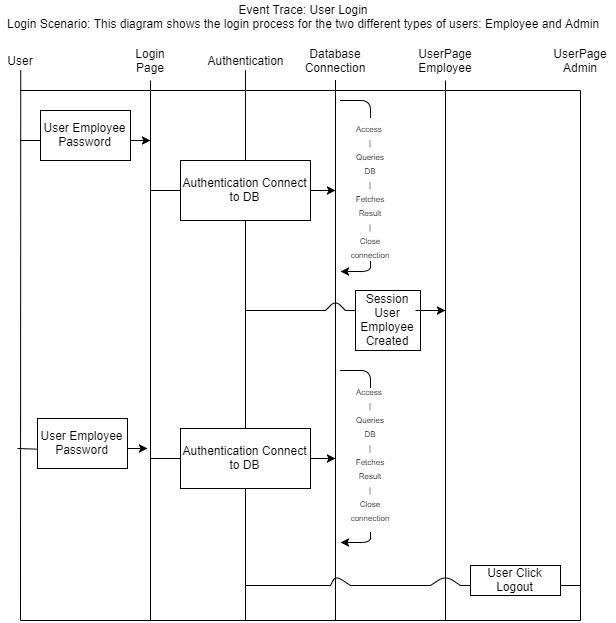 Event Trace: User Login
Login Scenario: This diagram shows the login process for the two different types of users: Employee and Admin
User
Login
Page
Authentication
Database
Connection
UserPage
Employee
UserPage
Admin
User Employee
Password
Authentication Connect
to DB
Access
|
Queries
DB
|
Fetches
Result
|
Close
connection
Session
User
Employee
Created
User Employee
Password
Authentication Connect
to DB
Access
|
Queries
DB
|
Fetches
Result
|
Close
connection
User Click
Logout